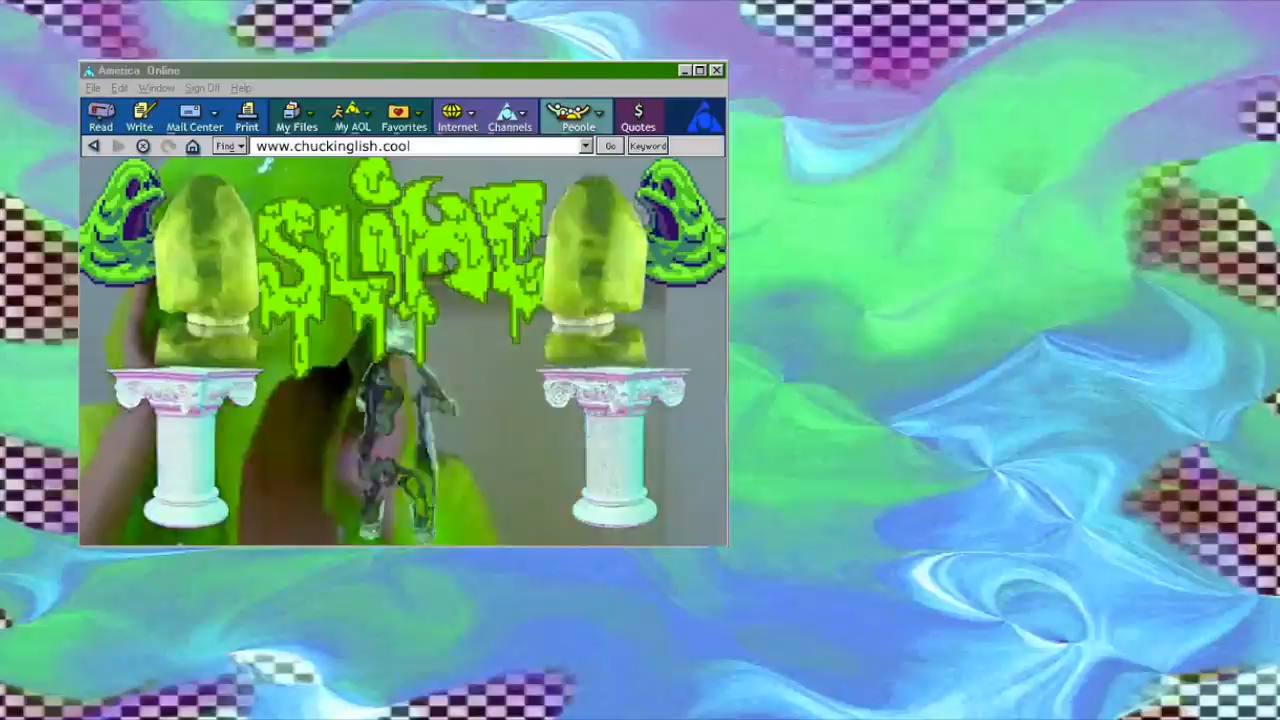 America Online
File Edit Window Sign Off Help
Read Write Mail Center Print My Files My AOL Favorites Internet Channels People Quotes
Find www.chuckinglish.cool Go Keyword
SLiME